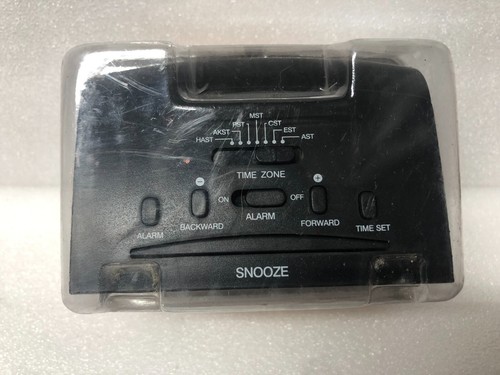 MST
PST CST
AKST EST
HAST AST
TIME ZONE
− +
ON OFF
ALARM BACKWARD ALARM FORWARD TIME SET
SNOOZE